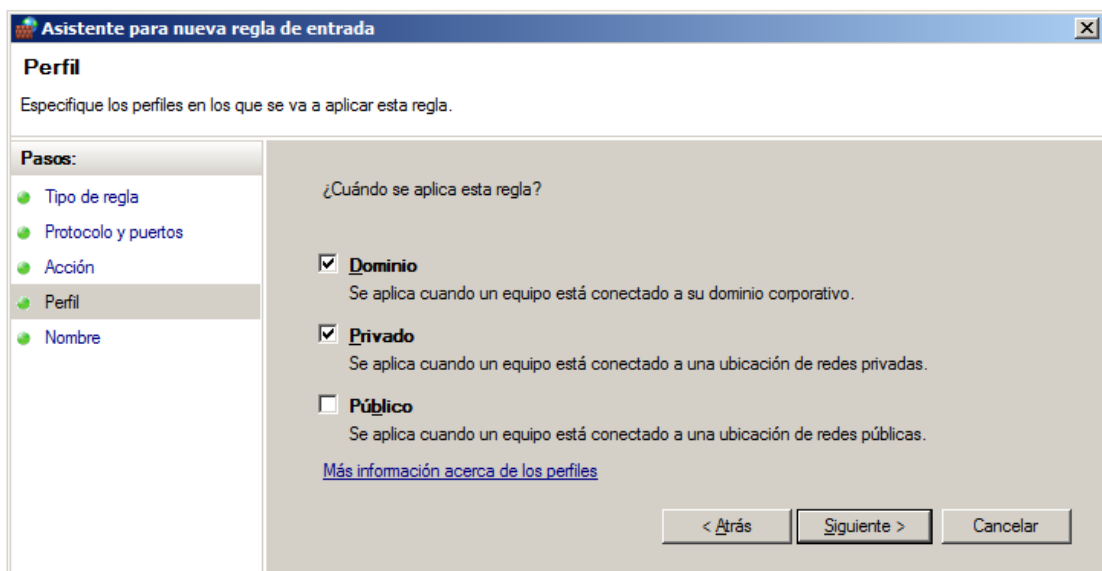 Asistente para nueva regla de entrada
Perfil
Especifique los perfiles en los que se va a aplicar esta regla.
Pasos:
Tipo de regla
Protocolo y puertos
Acción
Perfil
Nombre
¿Cuándo se aplica esta regla?
Dominio
Se aplica cuando un equipo está conectado a su dominio corporativo.
Privado
Se aplica cuando un equipo está conectado a una ubicación de redes privadas.
Público
Se aplica cuando un equipo está conectado a una ubicación de redes públicas.
Más información acerca de los perfiles
< Atrás
Siguiente >
Cancelar